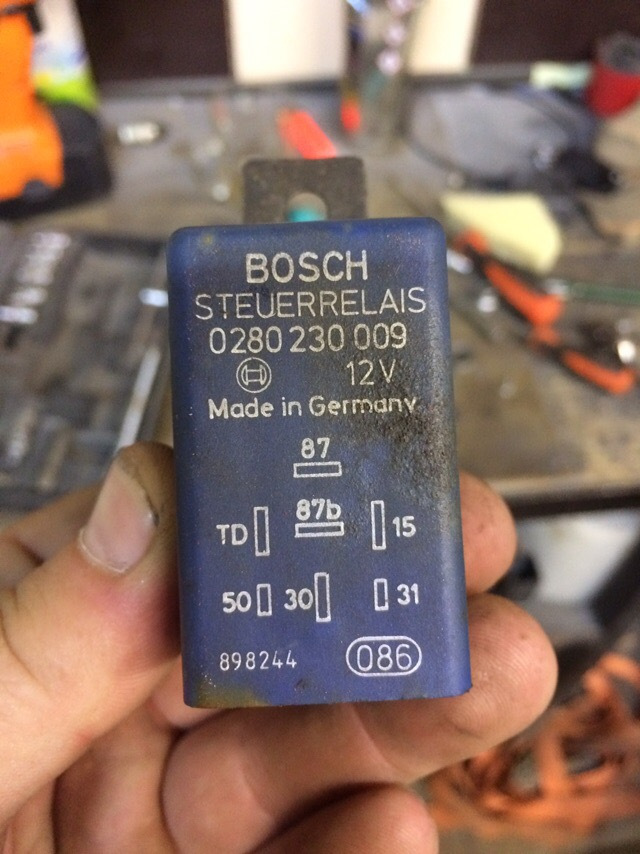 BOSCH
STEUERRELAIS
0280 230 009
12V
Made in Germany
87
TD 87b 15
50 30 31
898244 086